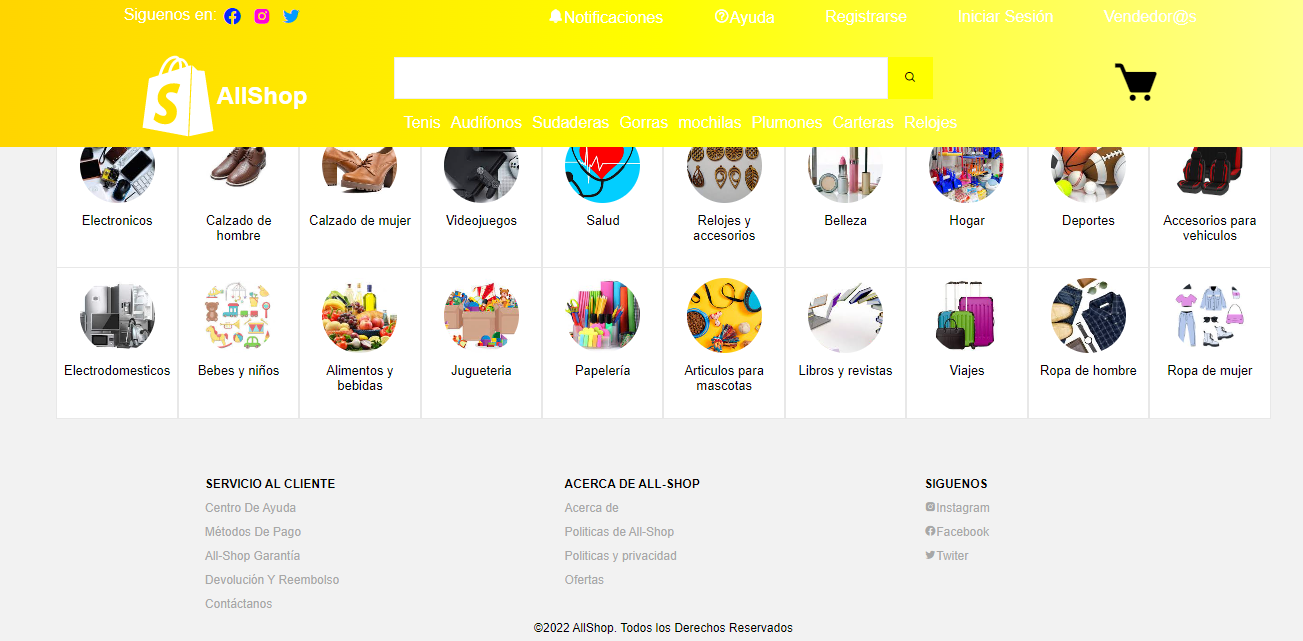 Siguenos en:
Notificaciones
Ayuda
Registrarse
Iniciar Sesión
Vendedor@s
S
AllShop
Tenis Audifonos Sudaderas Gorras mochilas Plumones Carteras Relojes
Electronicos
Calzado de
hombre
Calzado de mujer
Videojuegos
Salud
Relojes y
accesorios
Belleza
Hogar
Deportes
Accesorios para
vehiculos
Electrodomesticos
Bebes y niños
Alimentos y
bebidas
Jugueteria
Papelería
Articulos para
mascotas
Libros y revistas
Viajes
Ropa de hombre
Ropa de mujer
SERVICIO AL CLIENTE
Centro De Ayuda
Métodos De Pago
All-Shop Garantía
Devolución Y Reembolso
Contáctanos
ACERCA DE ALL-SHOP
Acerca de
Politicas de All-Shop
Politicas y privacidad
Ofertas
SIGUENOS
Instagram
Facebook
Twiter
©2022 AllShop. Todos los Derechos Reservados